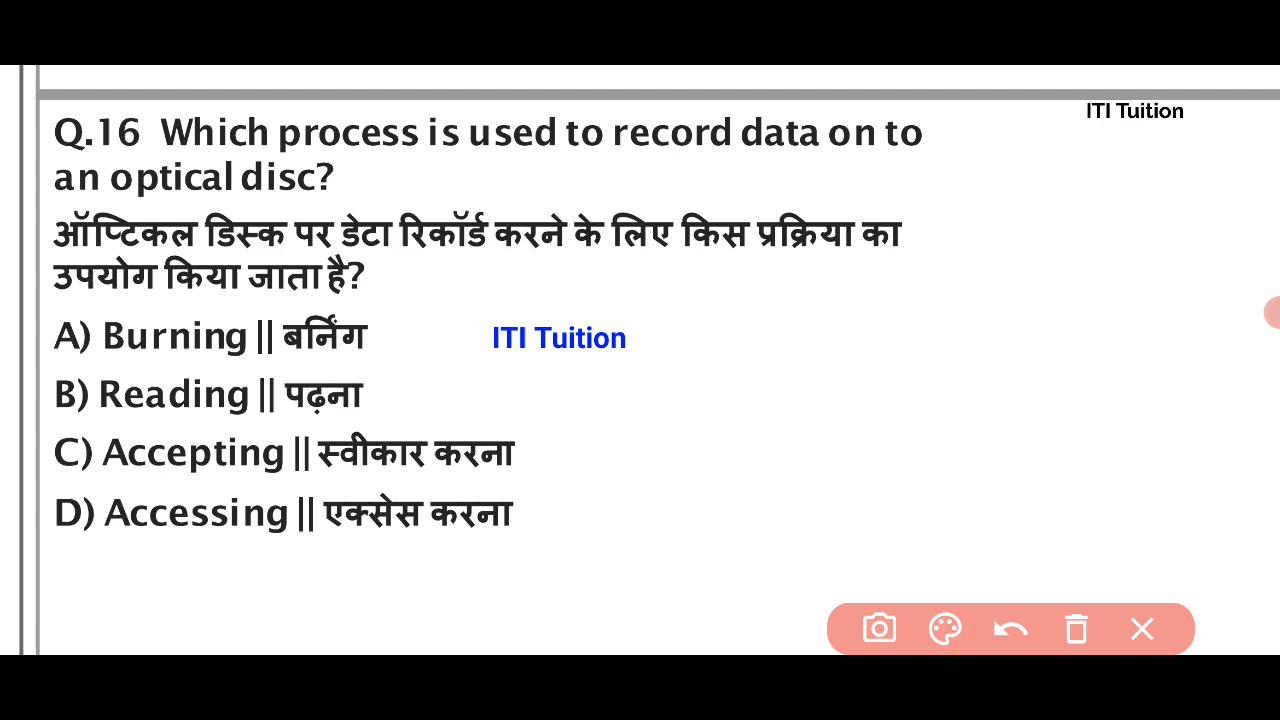 ITI Tuition
Q.16 Which process is used to record data on to
an optical disc?
ऑप्टिकल डिस्क पर डेटा रिकॉर्ड करने के लिए किस प्रक्रिया का
उपयोग किया जाता है?
A) Burning || बर्निंग
ITI Tuition
B) Reading || पढ़ना
C) Accepting || स्वीकार करना
D) Accessing || एक्सेस करना